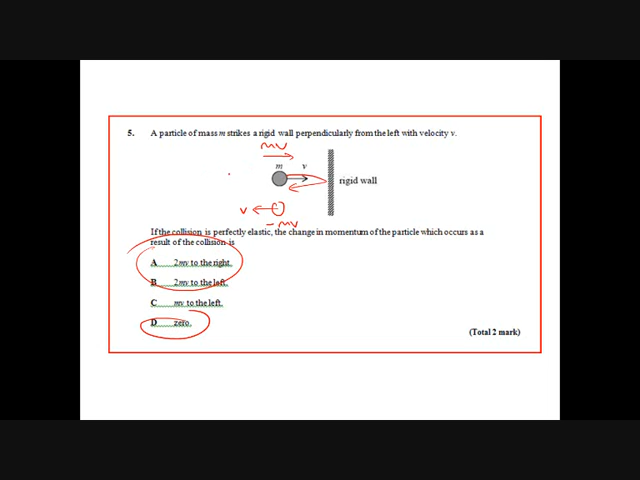 5. A particle of mass m strikes a rigid wall perpendicularly from the left with velocity v.
mv
m v
rigid wall
v
- mv
If the collision is perfectly elastic, the change in momentum of the particle which occurs as a
result of the collision is
A 2mv to the right.
B 2mv to the left.
C mv to the left.
D zero.
(Total 2 mark)